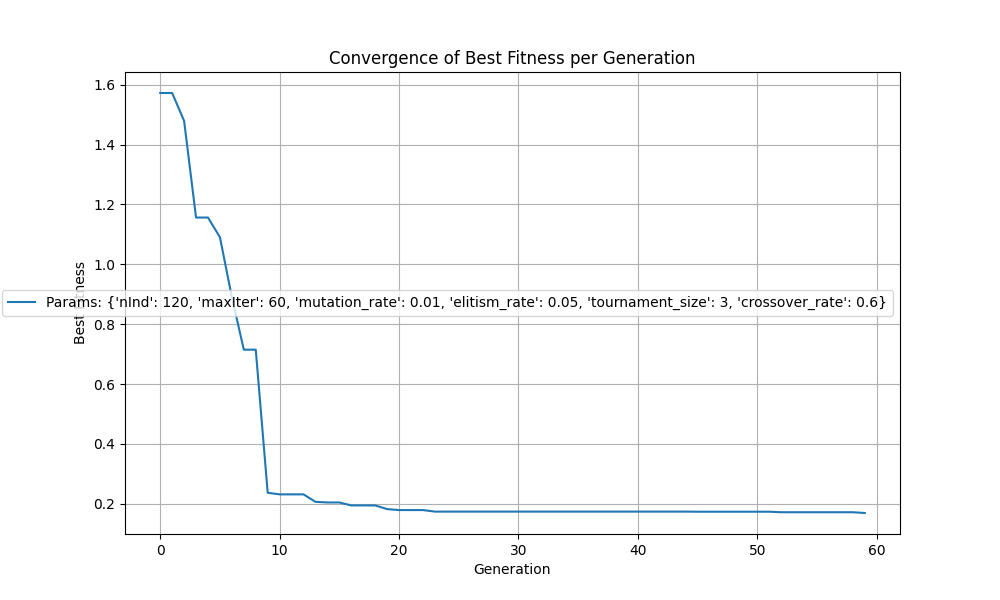 Convergence of Best Fitness per Generation
1.6
1.4
1.2
1.0
0.8
0.6
0.4
0.2
Best Fitness
Params: {'nInd': 120, 'maxIter': 60, 'mutation_rate': 0.01, 'elitism_rate': 0.05, 'tournament_size': 3, 'crossover_rate': 0.6}
0 10 20 30 40 50 60
Generation